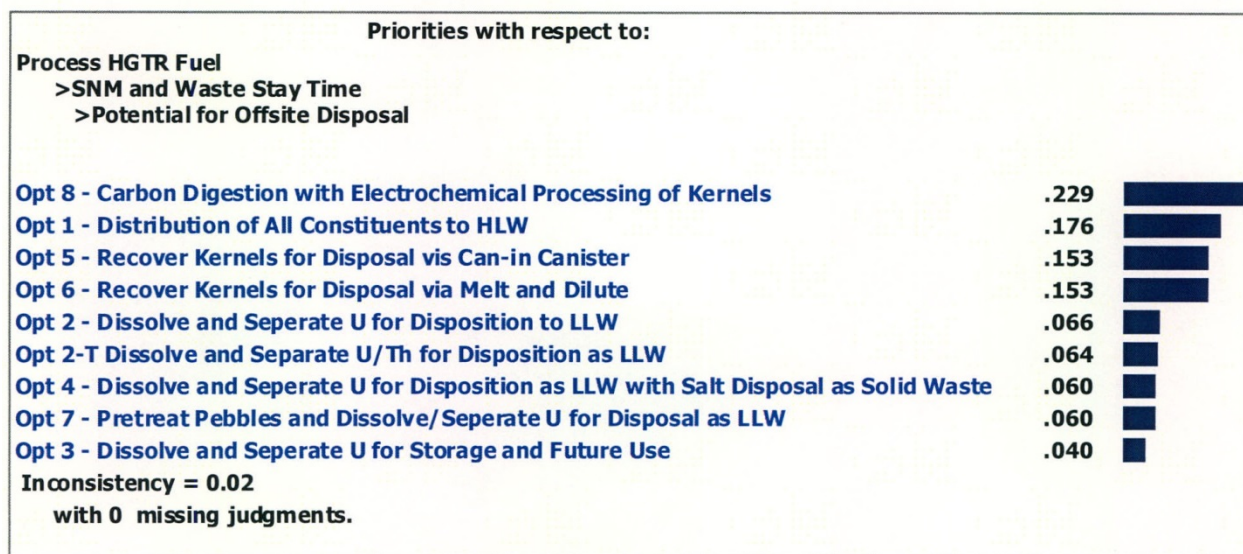 Priorities with respect to:
Process HGTR Fuel
>SNM and Waste Stay Time
>Potential for Offsite Disposal
Opt 8 - Carbon Digestion with Electrochemical Processing of Kernels .229
Opt 1 - Distribution of All Constituents to HLW .176
Opt 5 - Recover Kernels for Disposal vis Can-in Canister .153
Opt 6 - Recover Kernels for Disposal via Melt and Dilute .153
Opt 2 - Dissolve and Seperate U for Disposition to LLW .066
Opt 2-T Dissolve and Separate U/Th for Disposition as LLW .064
Opt 4 - Dissolve and Seperate U for Disposition as LLW with Salt Disposal as Solid Waste .060
Opt 7 - Pretreat Pebbles and Dissolve/Seperate U for Disposal as LLW .060
Opt 3 - Dissolve and Seperate U for Storage and Future Use .040
Inconsistency = 0.02
with 0 missing judgments.